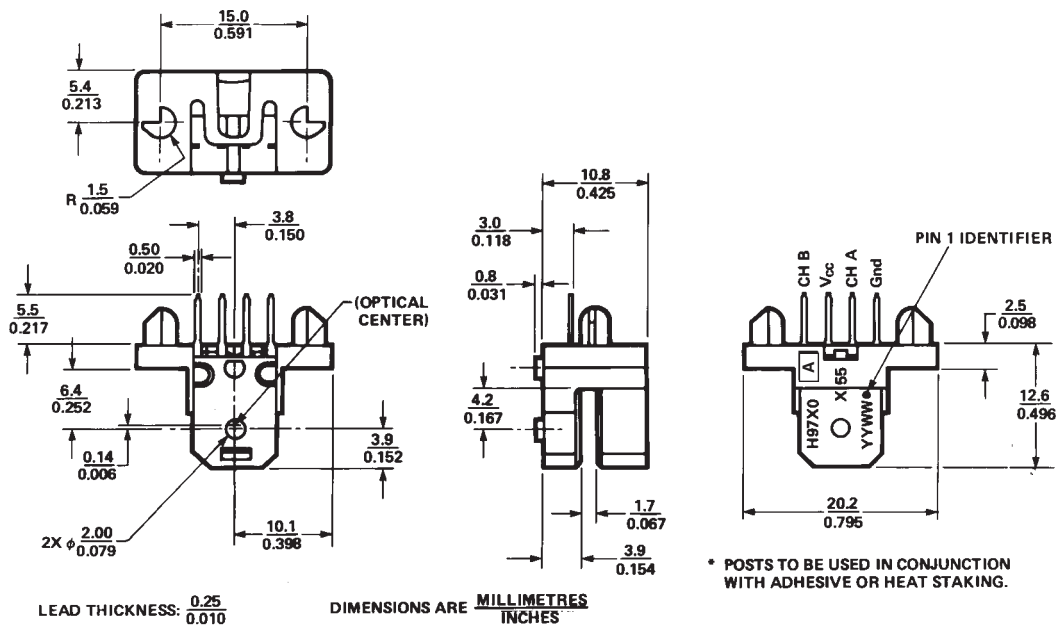 15.0
0.591
5.4
0.213
R 1.5
0.059
3.8
0.150
0.50
0.020
5.5
0.217
(OPTICAL
CENTER)
6.4
0.252
0.14
0.006
3.9
0.152
2X ϕ 2.00
0.079
10.1
0.398
LEAD THICKNESS: 0.25
0.010
10.8
0.425
3.0
0.118
0.8
0.031
4.2
0.167
1.7
0.067
3.9
0.154
DIMENSIONS ARE MILLIMETRES
INCHES
PIN 1 IDENTIFIER
CH B
VCC
CH A
Gnd
2.5
0.098
A
X155
H97X0
YYWW
12.6
0.496
20.2
0.795
* POSTS TO BE USED IN CONJUNCTION
WITH ADHESIVE OR HEAT STAKING.